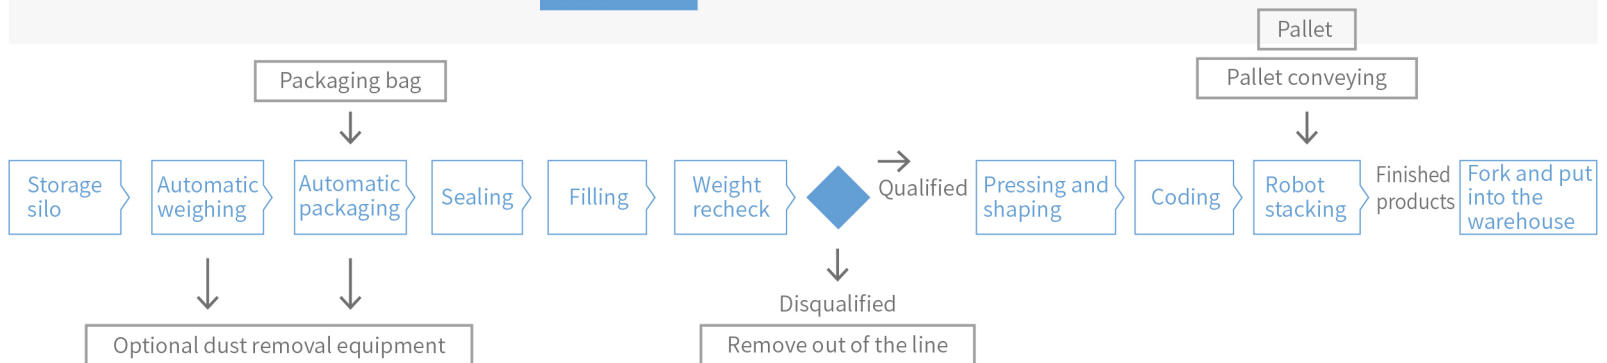 Pallet
Packaging bag
Pallet conveying
Storage
silo
Automatic
weighing
Automatic
packaging
Sealing
Filling
Weight
recheck
Qualified
Pressing and
shaping
Coding
Robot
stacking
Finished
products
Fork and put
into the
warehouse
Disqualified
Optional dust removal equipment
Remove out of the line